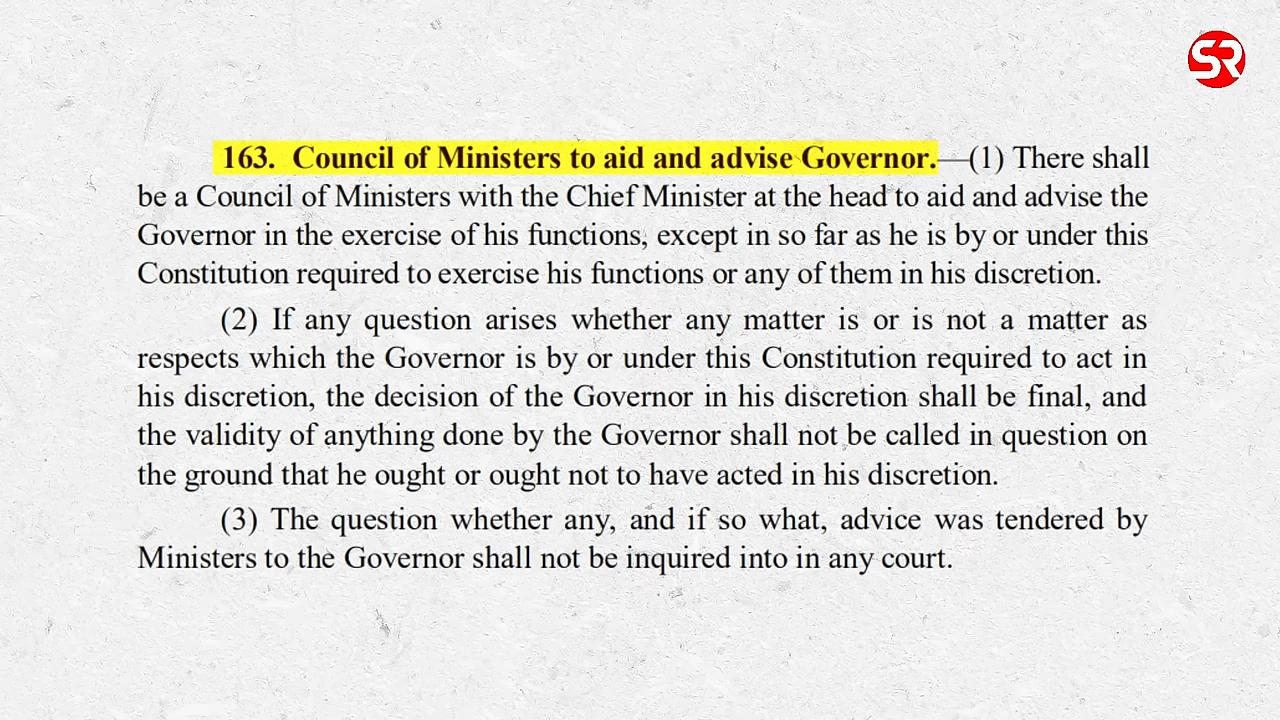 SR
163. Council of Ministers to aid and advise Governor.—(1) There shall
be a Council of Ministers with the Chief Minister at the head to aid and advise the
Governor in the exercise of his functions, except in so far as he is by or under this
Constitution required to exercise his functions or any of them in his discretion.
(2) If any question arises whether any matter is or is not a matter as
respects which the Governor is by or under this Constitution required to act in
his discretion, the decision of the Governor in his discretion shall be final, and
the validity of anything done by the Governor shall not be called in question on
the ground that he ought or ought not to have acted in his discretion.
(3) The question whether any, and if so what, advice was tendered by
Ministers to the Governor shall not be inquired into in any court.